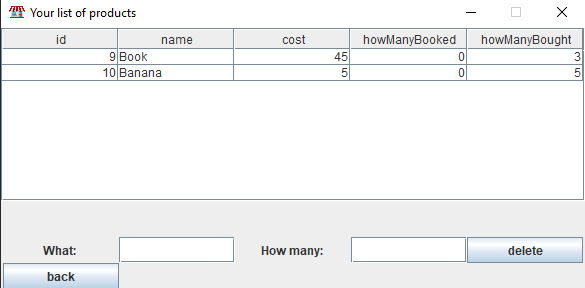 Your list of products
id name cost howManyBooked howManyBought
9 Book 45 0 3
10 Banana 5 0 5
What: How many: delete
back